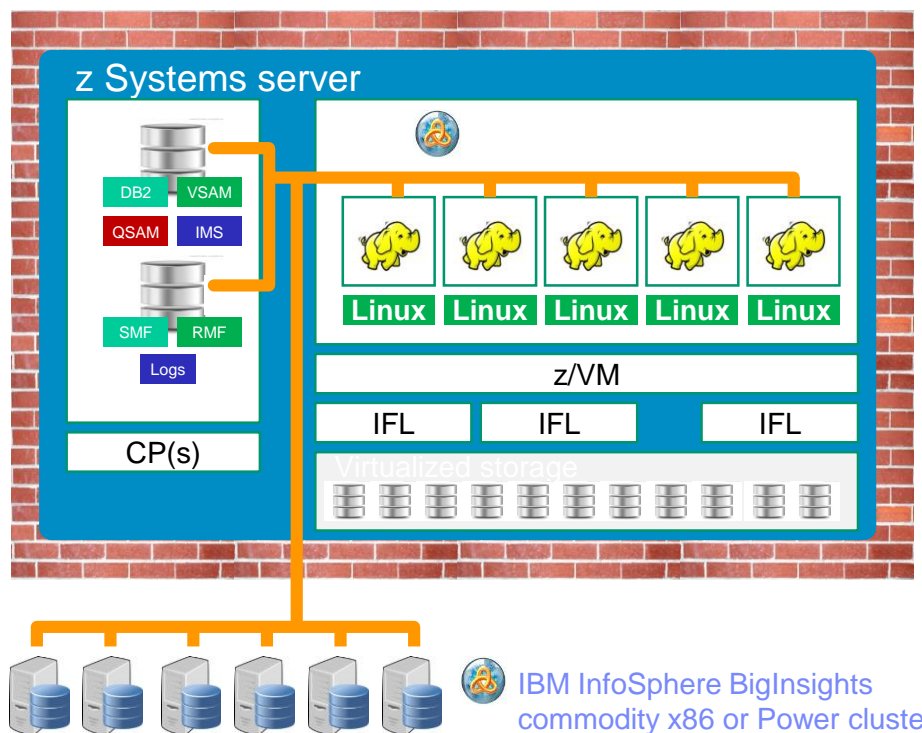 z Systems server
DB2
VSAM
QSAM
IMS
SMF
RMF
Logs
CP(s)
Linux
Linux
Linux
Linux
Linux
z/VM
IFL
IFL
IFL
Virtualized storage
IBM InfoSphere BigInsights
commodity x86 or Power cluste